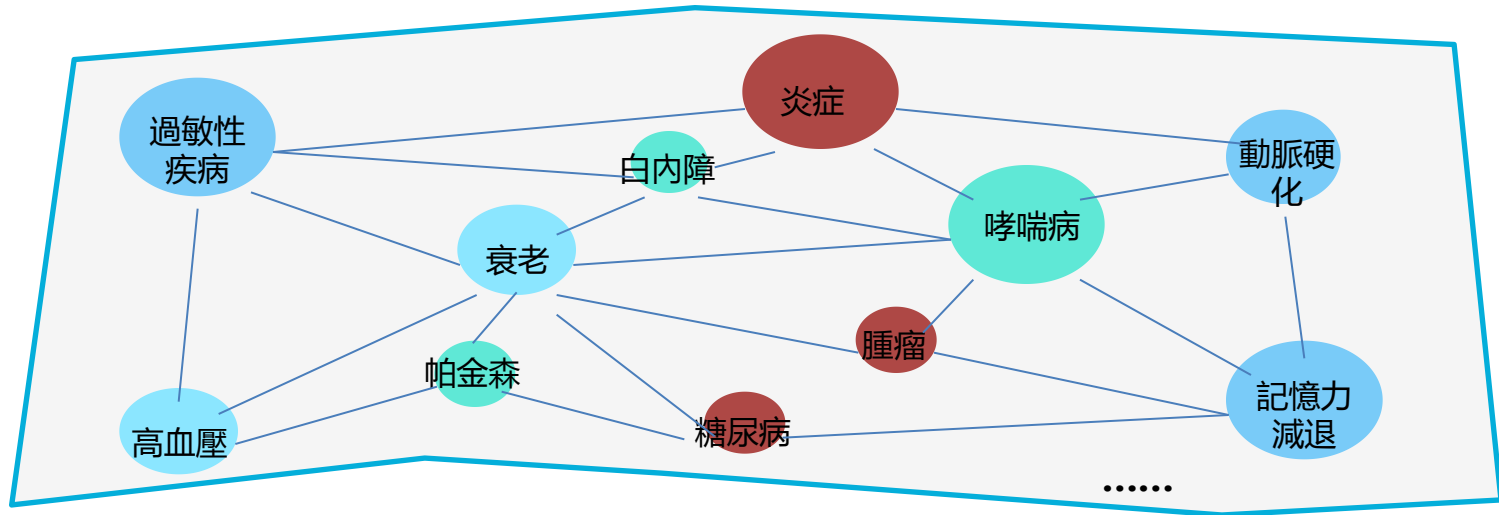 炎症
過敏性
疾病
白內障
動脈硬
化
哮喘病
衰老
腫瘤
帕金森
糖尿病
記憶力
減退
高血壓
......